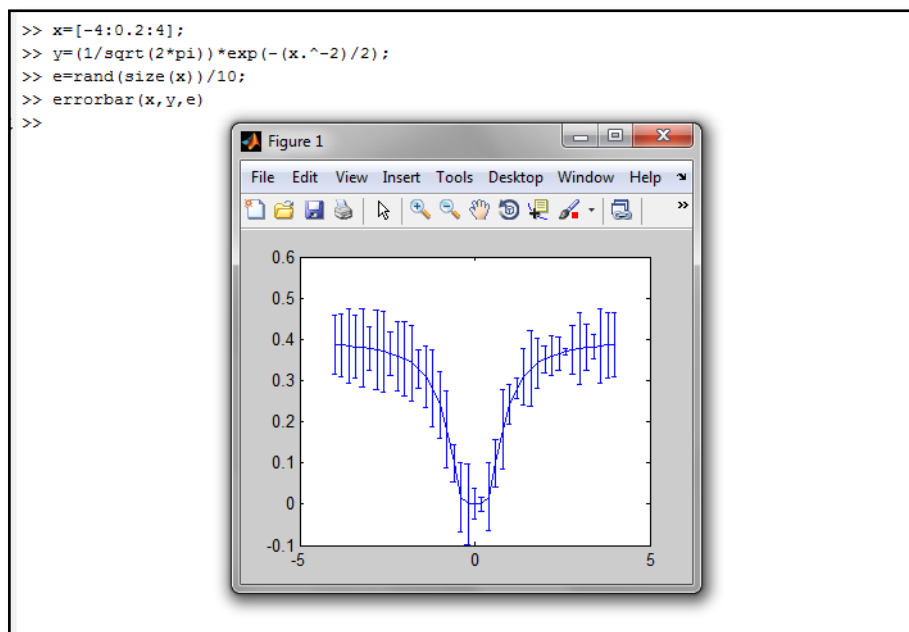 >> x=[-4:0.2:4];
>> y=(1/sqrt(2*pi))*exp(-(x.^-2)/2);
>> e=rand(size(x))/10;
>> errorbar(x,y,e)
>>
Figure 1
File Edit View Insert Tools Desktop Window Help
0.6
0.5
0.4
0.3
0.2
0.1
0
-0.1
-5 0 5